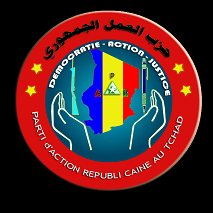 حزب العمل الجمهوري
DEMOCRATIE - ACTION - JUSTICE
PARTI d'ACTION REPUBLI CAINE AU TCHAD